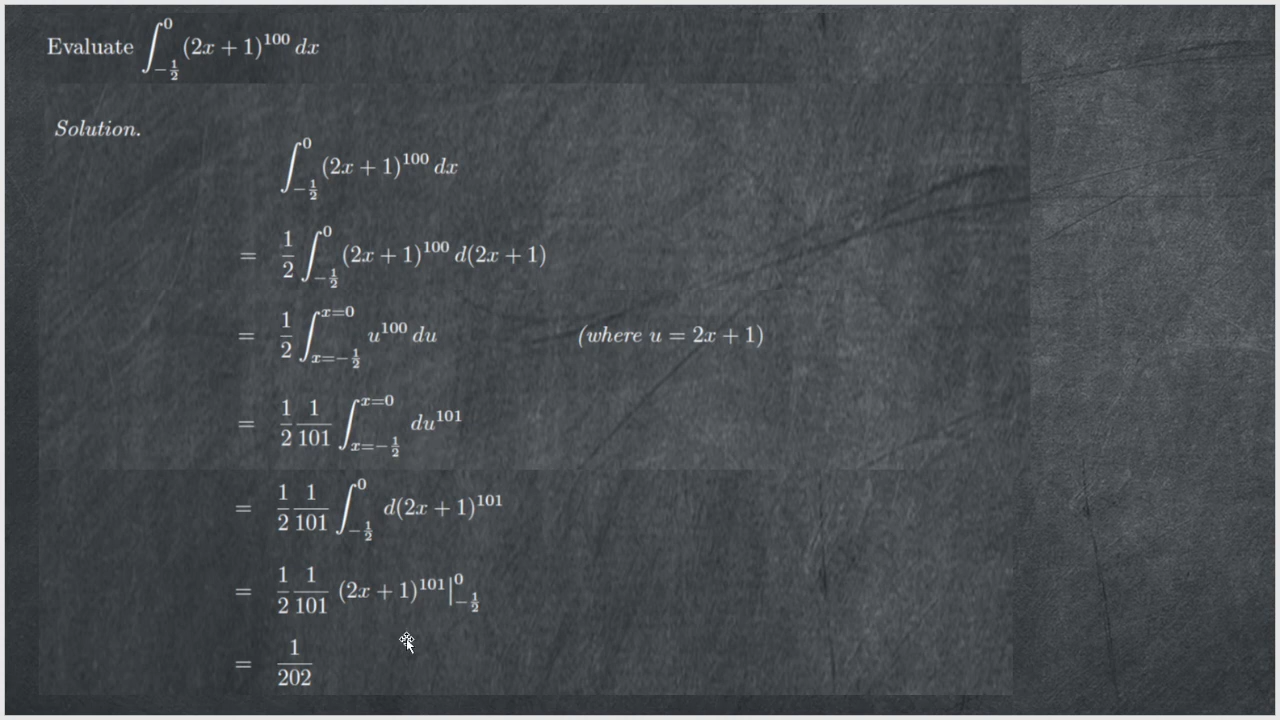 Evaluate ∫_{-1/2}^{0} (2x + 1)^{100} dx
Solution.
∫_{-1/2}^{0} (2x + 1)^{100} dx
= 1/2 ∫_{-1/2}^{0} (2x + 1)^{100} d(2x + 1)
= 1/2 ∫_{x=-1/2}^{x=0} u^{100} du (where u = 2x + 1)
= 1/2 1/101 ∫_{x=-1/2}^{x=0} du^{101}
= 1/2 1/101 ∫_{-1/2}^{0} d(2x + 1)^{101}
= 1/2 1/101 (2x + 1)^{101}|_{-1/2}^{0}
= 1/202